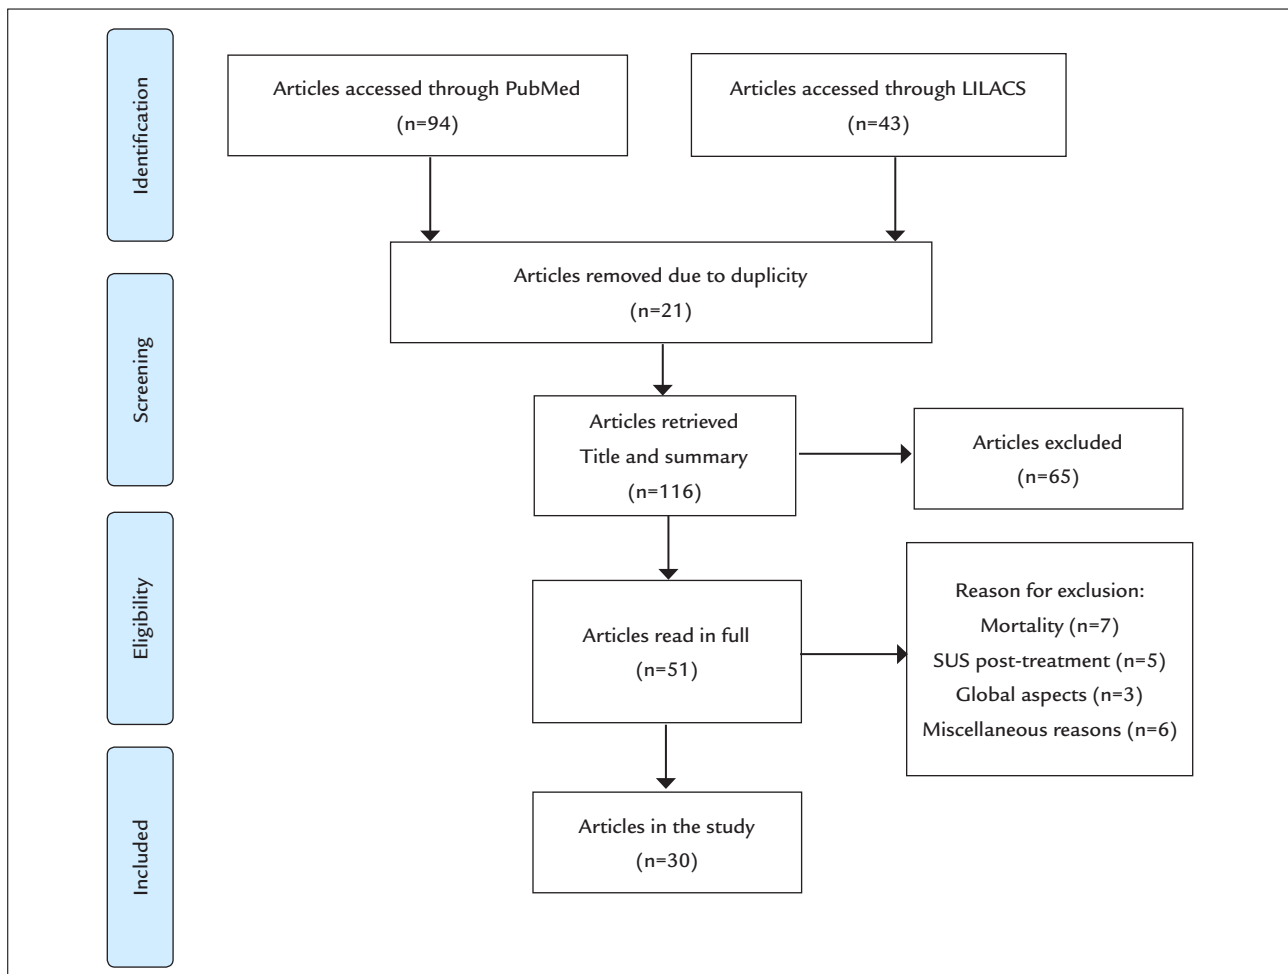 Identification
Articles accessed through PubMed
(n=94)
Articles accessed through LILACS
(n=43)
Articles removed due to duplicity
(n=21)
Screening
Articles retrieved
Title and summary
(n=116)
Articles excluded
(n=65)
Eligibility
Articles read in full
(n=51)
Reason for exclusion:
Mortality (n=7)
SUS post-treatment (n=5)
Global aspects (n=3)
Miscellaneous reasons (n=6)
Included
Articles in the study
(n=30)